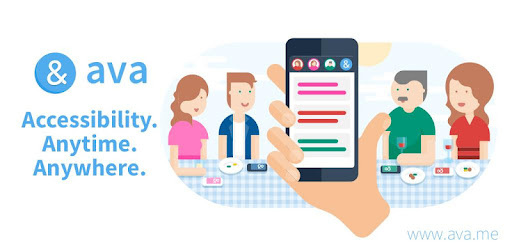 & ava
Accessibility.
Anytime.
Anywhere.
www.ava.me